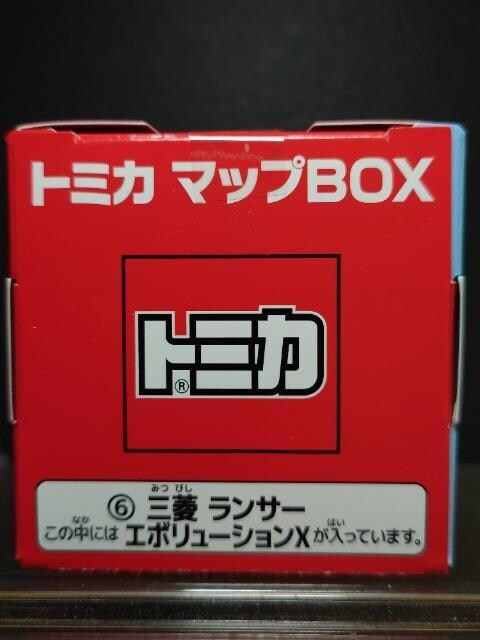 トミカ マップBOX
トミカ®
みつ びし
⑥ 三菱 ランサー
なか はい
この中には エボリューションX が入っています。